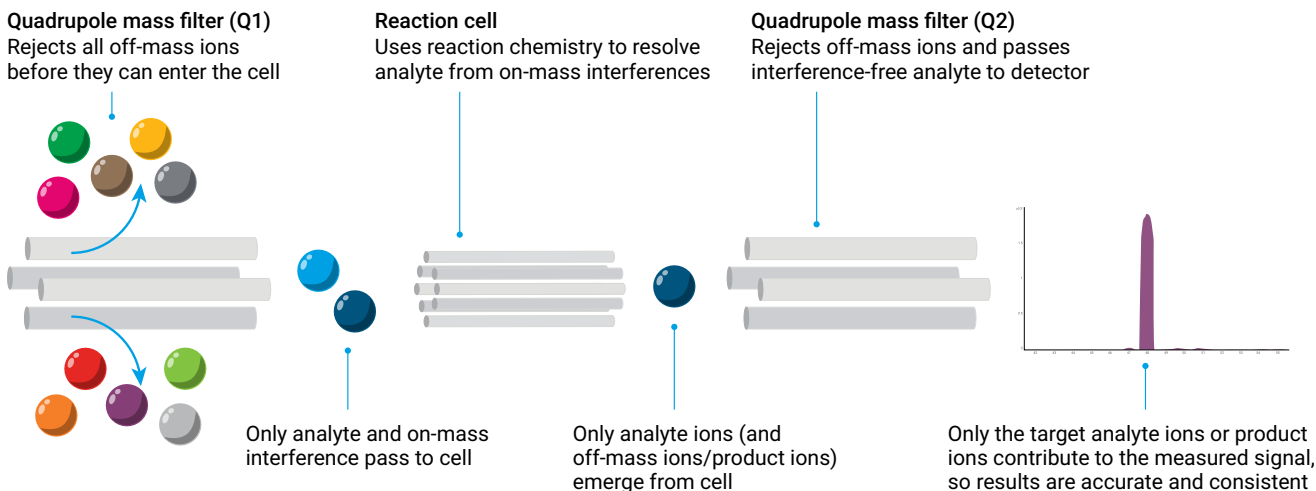 Quadrupole mass filter (Q1)
Rejects all off-mass ions
before they can enter the cell
Reaction cell
Uses reaction chemistry to resolve
analyte from on-mass interferences
Quadrupole mass filter (Q2)
Rejects off-mass ions and passes
interference-free analyte to detector
Only analyte and on-mass
interference pass to cell
Only analyte ions (and
off-mass ions/product ions)
emerge from cell
Only the target analyte ions or product
ions contribute to the measured signal,
so results are accurate and consistent